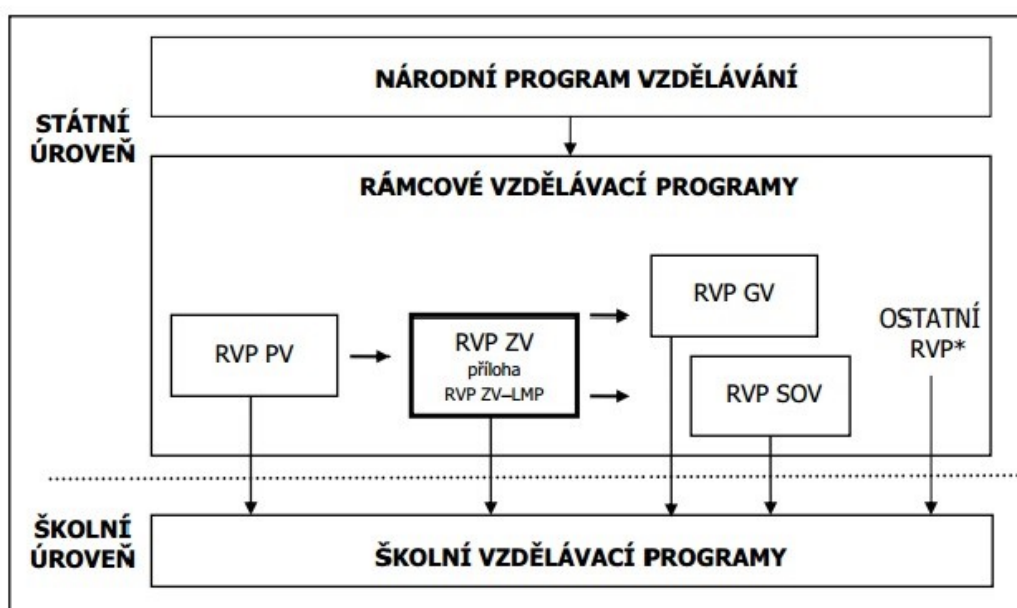 NÁRODNÍ PROGRAM VZDĚLÁVÁNÍ
STÁTNÍ
ÚROVEŇ
RÁMCOVÉ VZDĚLÁVACÍ PROGRAMY
RVP PV
RVP ZV
příloha
RVP ZV–LMP
RVP GV
RVP SOV
OSTATNÍ
RVP*
ŠKOLNÍ
ÚROVEŇ
ŠKOLNÍ VZDĚLÁVACÍ PROGRAMY